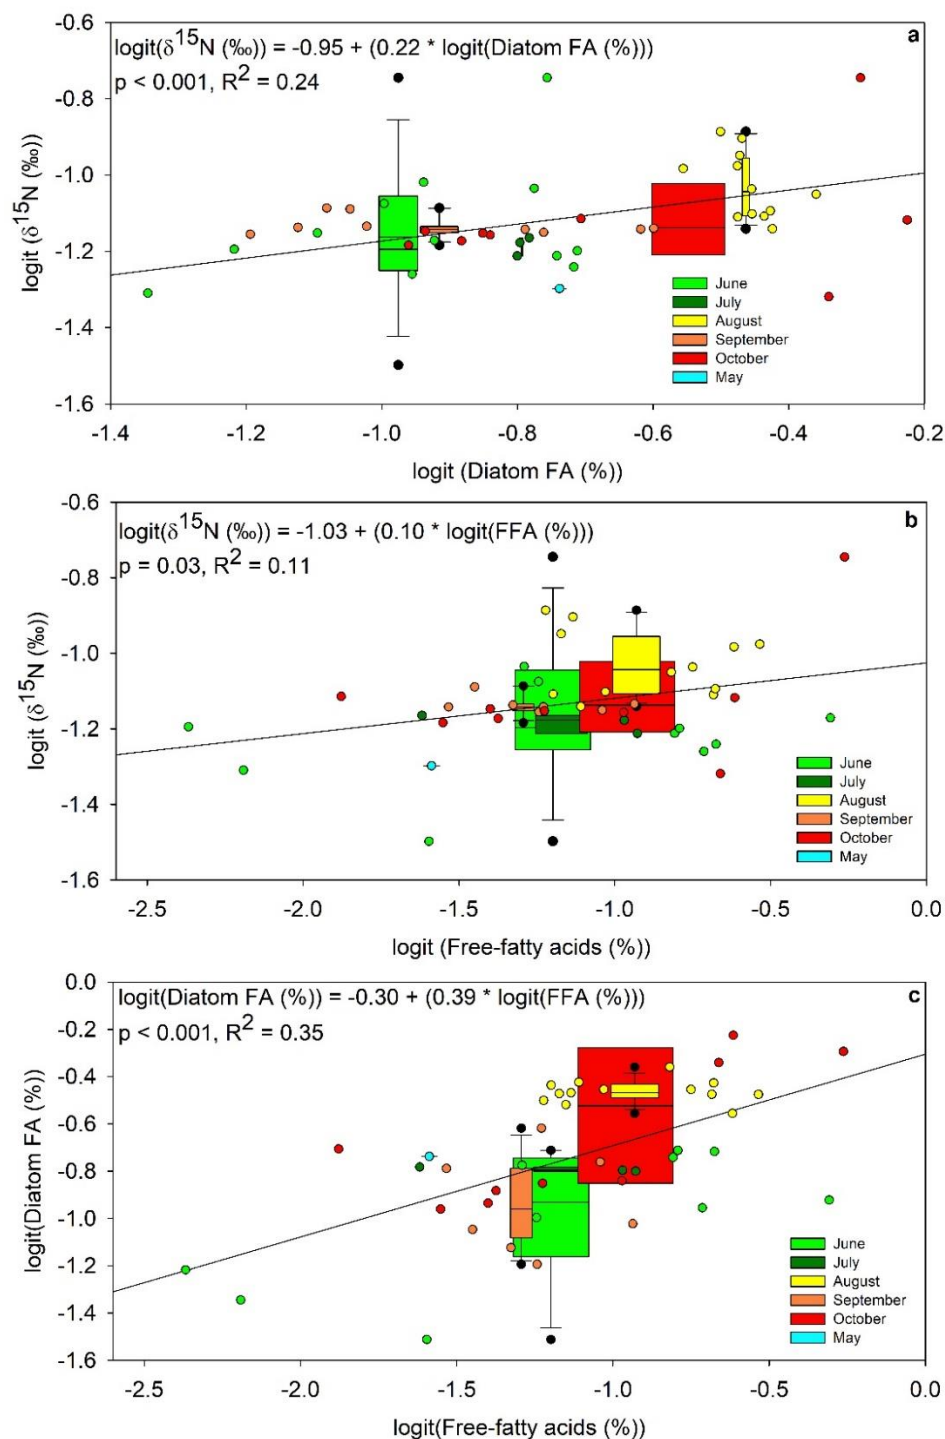 a
logit(δ¹⁵N (‰)) = -0.95 + (0.22 * logit(Diatom FA (%)))
p < 0.001, R² = 0.24
logit (δ¹⁵N (‰))
-0.6
-0.8
-1.0
-1.2
-1.4
-1.6
June
July
August
September
October
May
-1.4 -1.2 -1.0 -0.8 -0.6 -0.4 -0.2
logit (Diatom FA (%))
b
logit(δ¹⁵N (‰)) = -1.03 + (0.10 * logit(FFA (%)))
p = 0.03, R² = 0.11
logit (δ¹⁵N (‰))
-0.6
-0.8
-1.0
-1.2
-1.4
-1.6
June
July
August
September
October
May
-2.5 -2.0 -1.5 -1.0 -0.5 0.0
logit (Free-fatty acids (%))
c
logit(Diatom FA (%)) = -0.30 + (0.39 * logit(FFA (%)))
p < 0.001, R² = 0.35
logit(Diatom FA (%))
0.0
-0.2
-0.4
-0.6
-0.8
-1.0
-1.2
-1.4
-1.6
June
July
August
September
October
May
-2.5 -2.0 -1.5 -1.0 -0.5 0.0
logit(Free-fatty acids (%))